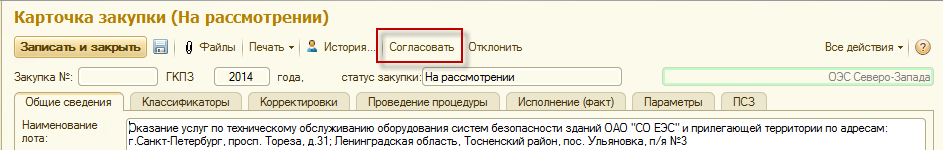 Карточка закупки (На рассмотрении)
Записать и закрыть Файлы Печать История... Согласовать Отклонить Все действия ?
Закупка №: ГКПЗ 2014 года, статус закупки: На рассмотрении ОЭС Северо-Запада
Общие сведения Классификаторы Корректировки Проведение процедуры Исполнение (факт) Параметры ПСЗ
Наименование лота: Оказание услуг по техническому обслуживанию оборудования систем безопасности зданий ОАО "СО ЕЭС" и прилегающей территории по адресам:
г.Санкт-Петербург, просп. Тореза, д.31; Ленинградская область, Тосненский район, пос. Ульяновка, п/я №3